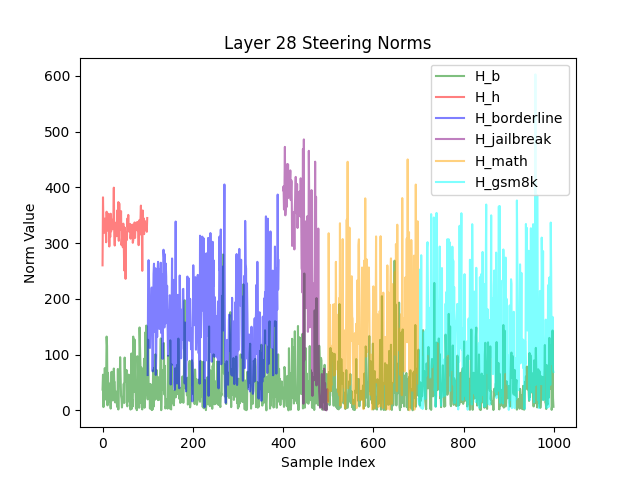 Layer 28 Steering Norms
H_b
H_h
H_borderline
H_jailbreak
H_math
H_gsm8k
Norm Value
600
500
400
300
200
100
0
0 200 400 600 800 1000
Sample Index